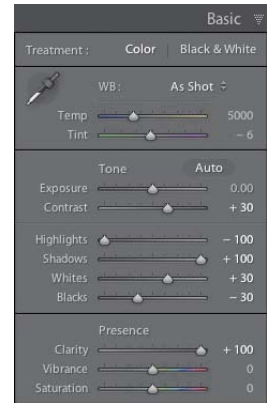 Basic
Treatment : Color | Black & White
WB : As Shot
Temp 5000
Tint – 6
Tone Auto
Exposure 0.00
Contrast + 30
Highlights – 100
Shadows + 100
Whites + 30
Blacks – 30
Presence
Clarity + 100
Vibrance 0
Saturation 0